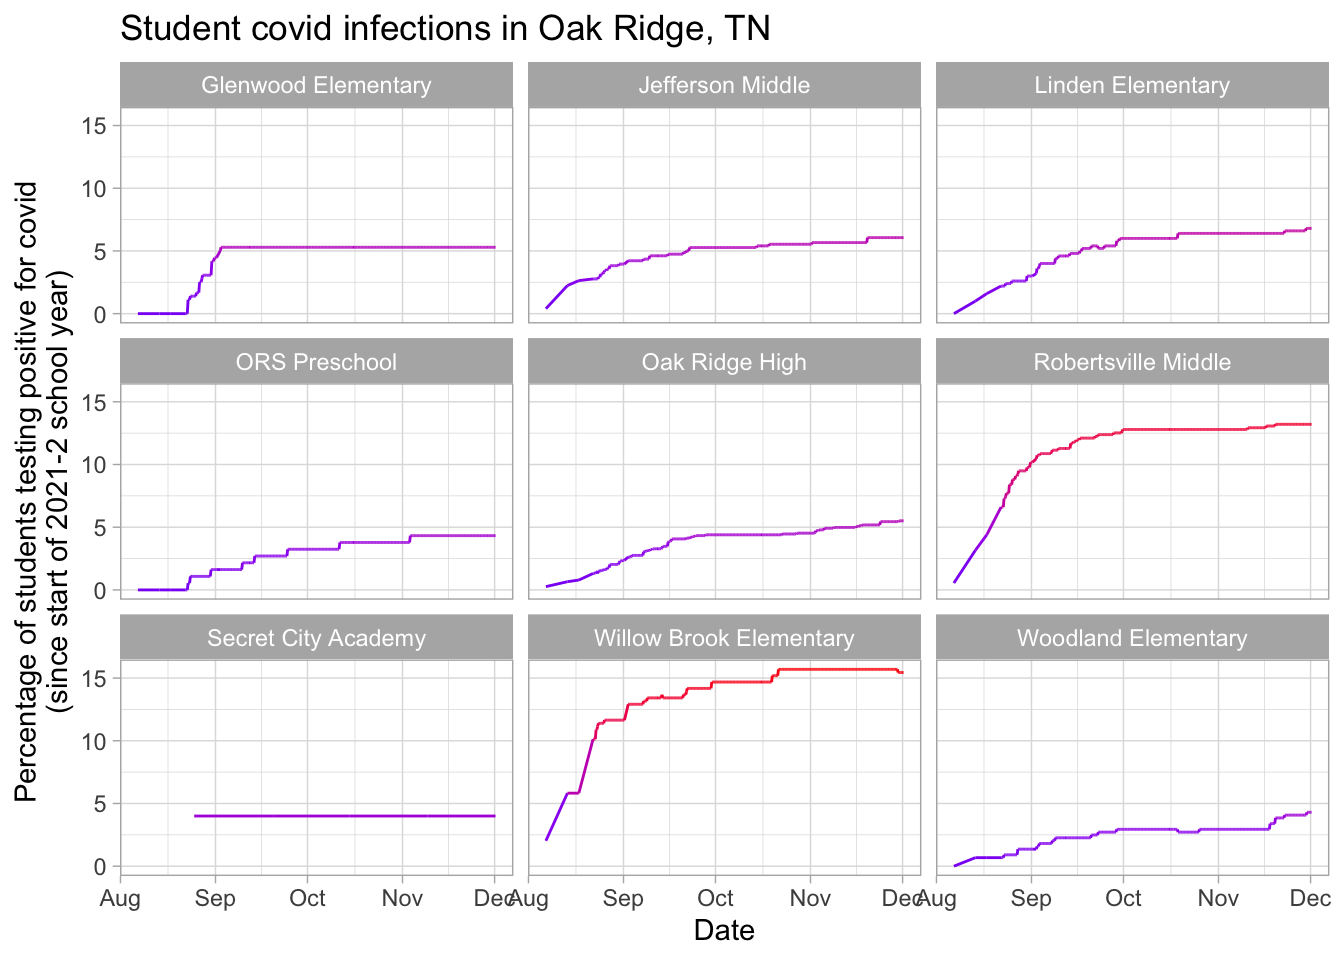 Student covid infections in Oak Ridge, TN
Percentage of students testing positive for covid
(since start of 2021-2 school year)
Glenwood Elementary
Jefferson Middle
Linden Elementary
15
10
5
0
ORS Preschool
Oak Ridge High
Robertsville Middle
15
10
5
0
Secret City Academy
Willow Brook Elementary
Woodland Elementary
15
10
5
0
Aug Sep Oct Nov Dec
Aug Sep Oct Nov Dec
Aug Sep Oct Nov Dec
Date